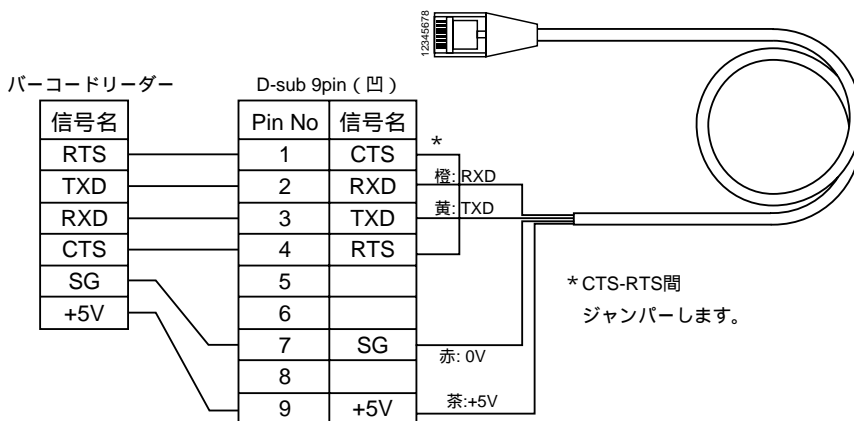 12345678
バーコードリーダー
D-sub 9pin ( 凹 )
信号名
Pin No 信号名
RTS 1 CTS *
TXD 2 RXD 橙: RXD
RXD 3 TXD 黄: TXD
CTS 4 RTS
SG 5
+5V 6
7 SG 赤: 0V
8
9 +5V 茶:+5V
*CTS-RTS間
ジャンパーします。